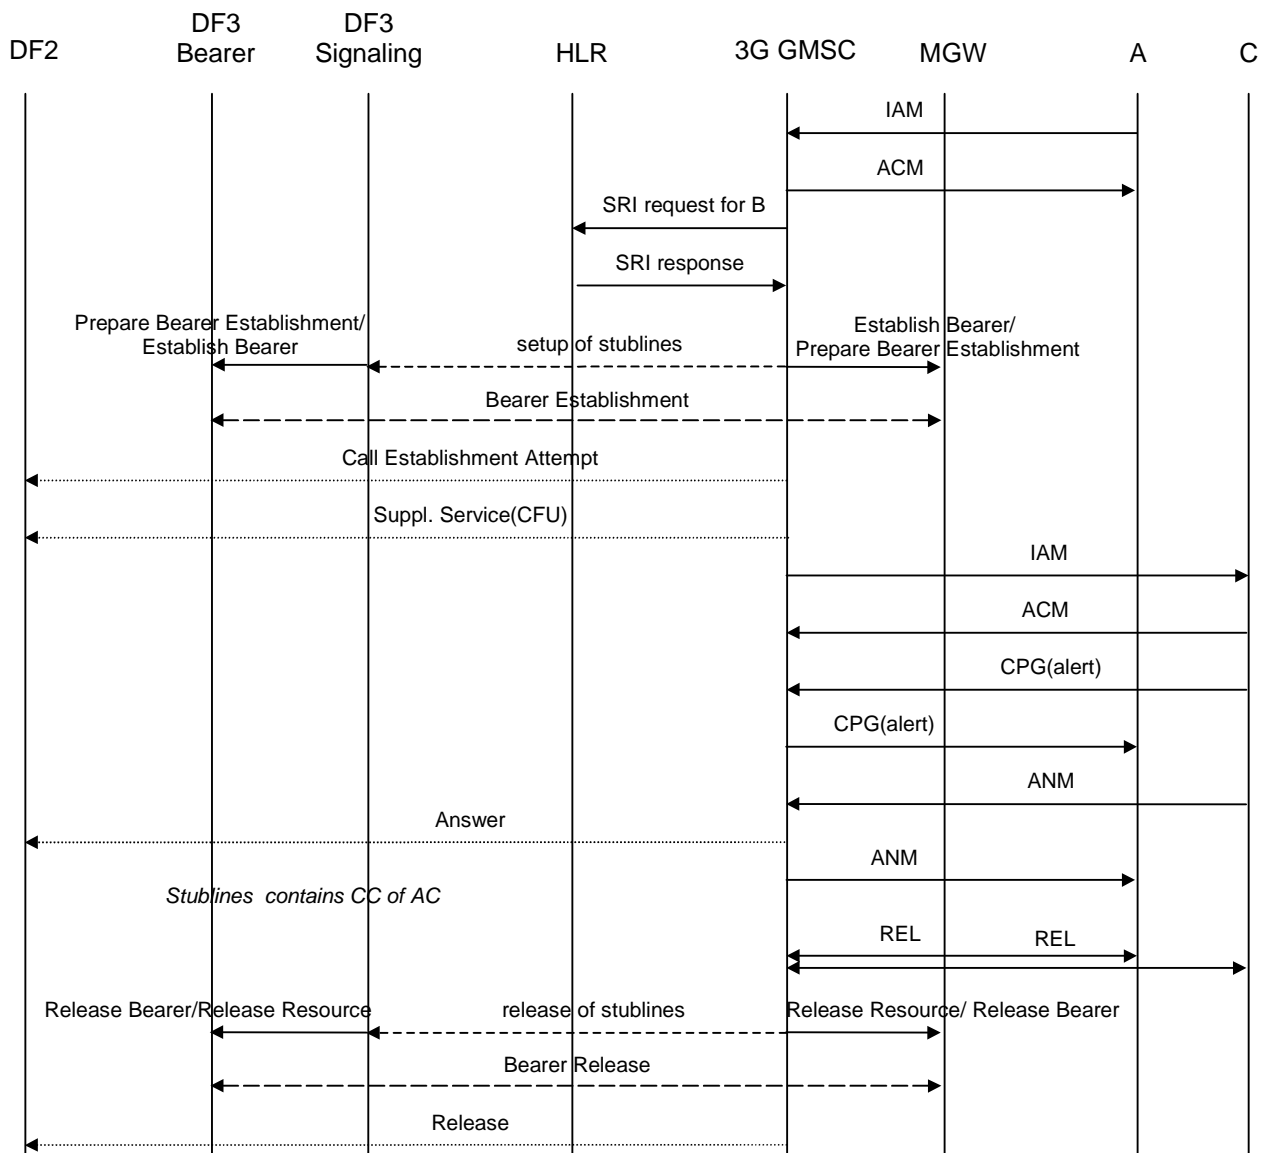 DF2
DF3
Bearer
DF3
Signaling
HLR
3G GMSC
MGW
A
C
IAM
ACM
SRI request for B
SRI response
Prepare Bearer Establishment/
Establish Bearer
setup of stublines
Establish Bearer/
Prepare Bearer Establishment
Bearer Establishment
Call Establishment Attempt
Suppl. Service(CFU)
IAM
ACM
CPG(alert)
CPG(alert)
ANM
Answer
ANM
Stublines contains CC of AC
REL
REL
Release Bearer/Release Resource
release of stublines
Release Resource/ Release Bearer
Bearer Release
Release